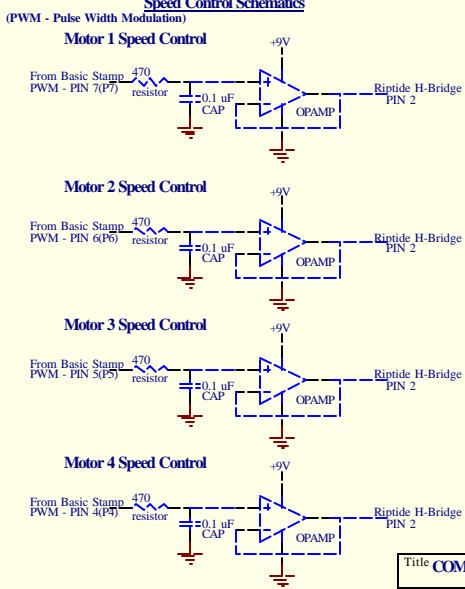 Speed Control Schematics
(PWM - Pulse Width Modulation)
Motor 1 Speed Control
+9V
From Basic Stamp
PWM - PIN 7(P7)
470
resistor
0.1 uF
CAP
OPAMP
Riptide H-Bridge
PIN 2
Motor 2 Speed Control
+9V
From Basic Stamp
PWM - PIN 6(P6)
470
resistor
0.1 uF
CAP
OPAMP
Riptide H-Bridge
PIN 2
Motor 3 Speed Control
+9V
From Basic Stamp
PWM - PIN 5(P5)
470
resistor
0.1 uF
CAP
OPAMP
Riptide H-Bridge
PIN 2
Motor 4 Speed Control
+9V
From Basic Stamp
PWM - PIN 4(P4)
470
resistor
0.1 uF
CAP
OPAMP
Riptide H-Bridge
PIN 2
Title COM